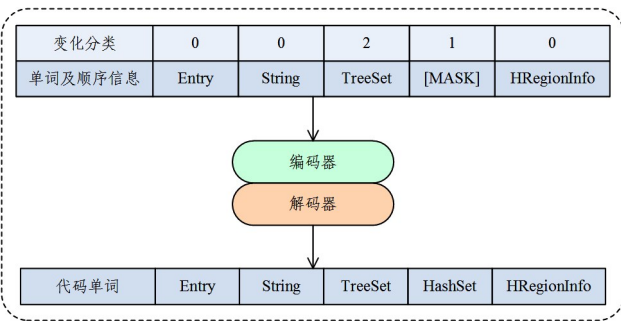 变化分类 0 0 2 1 0
单词及顺序信息 Entry String TreeSet [MASK] HRegionInfo
编码器
解码器
代码单词 Entry String TreeSet HashSet HRegionInfo